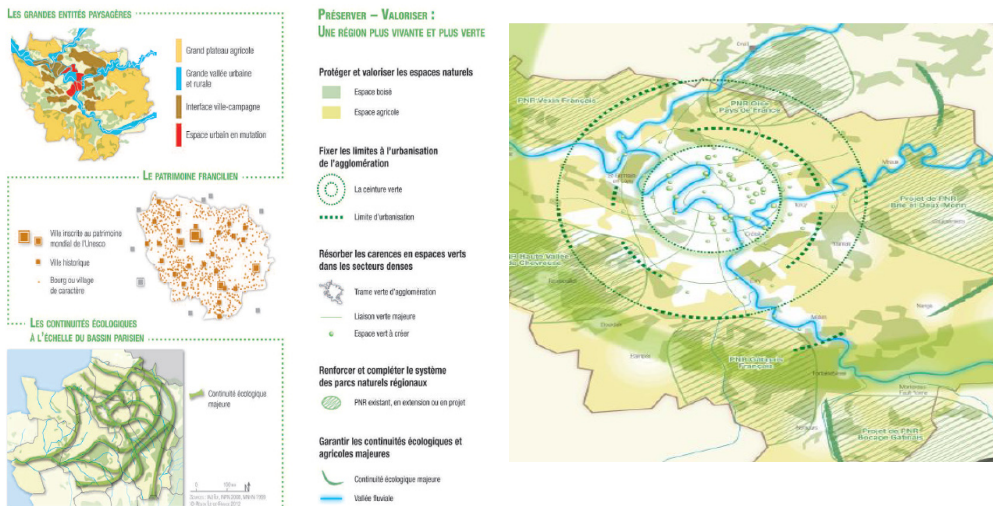 LES GRANDES ENTITÉS PAYSAGÈRES
Grand plateau agricole
Grande vallée urbaine
et rurale
Interface ville-campagne
Espace urbain en mutation
LE PATRIMOINE FRANCILIEN
Ville inscrite au patrimoine
mondial de l'Unesco
Ville historique
Bourg ou village
de caractère
LES CONTINUITÉS ÉCOLOGIQUES
À L'ÉCHELLE DU BASSIN PARISIEN
Continuité écologique
majeure
PRÉSERVER – VALORISER :
UNE RÉGION PLUS VIVANTE ET PLUS VERTE
Protéger et valoriser les espaces naturels
Espace boisé
Espace agricole
Fixer les limites à l'urbanisation
de l'agglomération
La ceinture verte
Limite d'urbanisation
Résorber les carences en espaces verts
dans les secteurs denses
Trame verte d'agglomération
Liaison verte majeure
Espace vert à créer
Renforcer et compléter le système
des parcs naturels régionaux
PNR existant, en extension ou en projet
Garantir les continuités écologiques et
agricoles majeures
Continuité écologique majeure
Vallée fluviale
PNR Vexin Français
PNR Oise
Pays de France
Meaux
Projet de PNR
Brie et Deux Morin
Haute Vallée
de Chevreuse
Melun
PNR Gâtinais
Français
Fontainebleau
Projet de PNR
Bocage Gâtinais